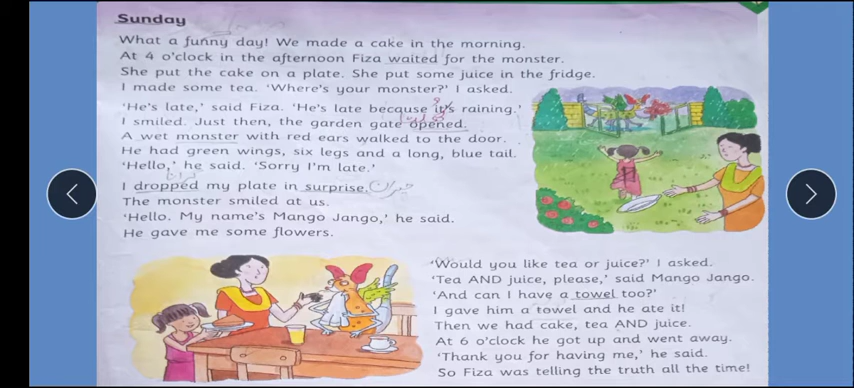 Sunday
What a funny day! We made a cake in the morning.
At 4 o'clock in the afternoon Fiza waited for the monster.
She put the cake on a plate. She put some juice in the fridge.
I made some tea. 'Where's your monster?' I asked.
'He's late,' said Fiza. 'He's late because it's raining.'
I smiled. Just then, the garden gate opened.
A wet monster with red ears walked to the door.
He had green wings, six legs and a long, blue tail.
'Hello,' he said. 'Sorry I'm late.'
I dropped my plate in surprise. حیران
The monster smiled at us.
'Hello. My name's Mango Jango,' he said.
He gave me some flowers.
'Would you like tea or juice?' I asked.
'Tea AND juice, please,' said Mango Jango.
'And can I have a towel too?'
I gave him a towel and he ate it!
Then we had cake, tea AND juice.
At 6 o'clock he got up and went away.
'Thank you for having me,' he said.
So Fiza was telling the truth all the time!